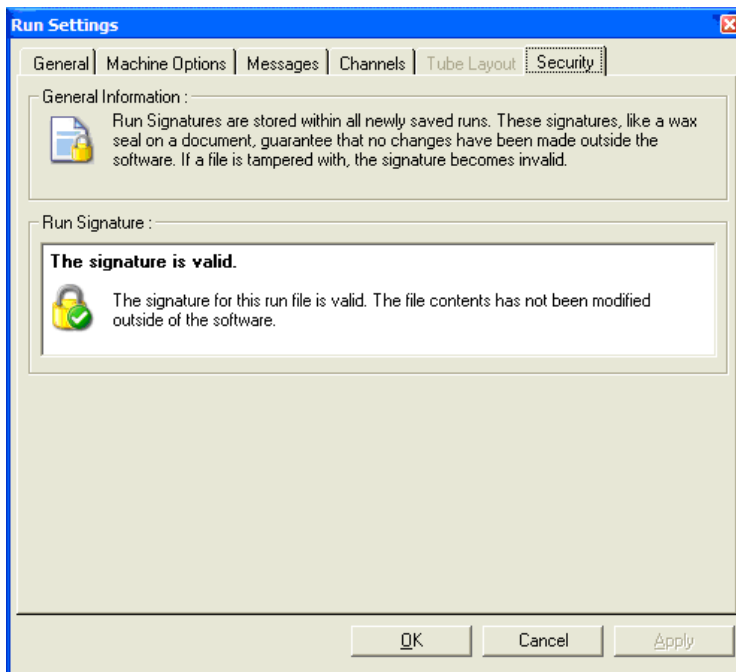 Run Settings
General Machine Options Messages Channels Tube Layout Security
General Information :
Run Signatures are stored within all newly saved runs. These signatures, like a wax
seal on a document, guarantee that no changes have been made outside the
software. If a file is tampered with, the signature becomes invalid.
Run Signature :
The signature is valid.
The signature for this run file is valid. The file contents has not been modified
outside of the software.
OK Cancel Apply